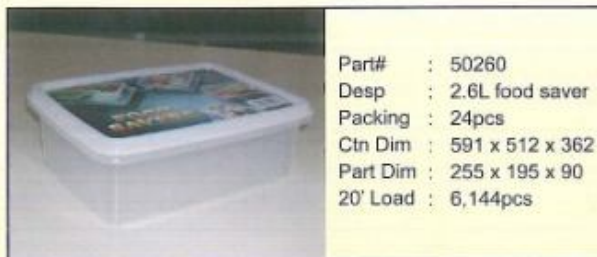 Part# : 50260
Desp : 2.6L food saver
Packing : 24pcs
Ctn Dim : 591 x 512 x 362
Part Dim : 255 x 195 x 90
20' Load : 6,144pcs